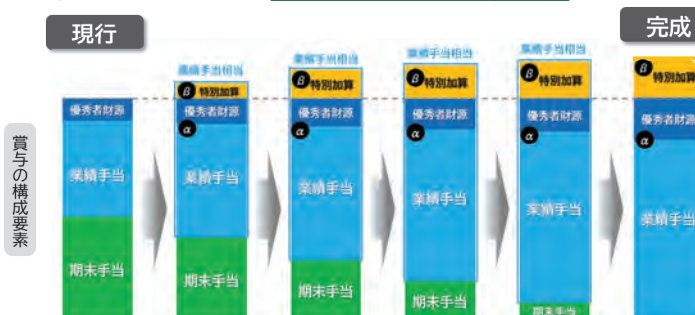 現行
完成
業績手当相当
業績手当相当
業績手当相当
業績手当相当
β 特別加算
β 特別加算
β 特別加算
β 特別加算
β 特別加算
優秀者財源
優秀者財源
優秀者財源
優秀者財源
優秀者財源
優秀者財源
α
α
α
α
α
賞与の構成要素
業績手当
業績手当
業績手当
業績手当
業績手当
業績手当
期末手当
期末手当
期末手当
期末手当
期末手当